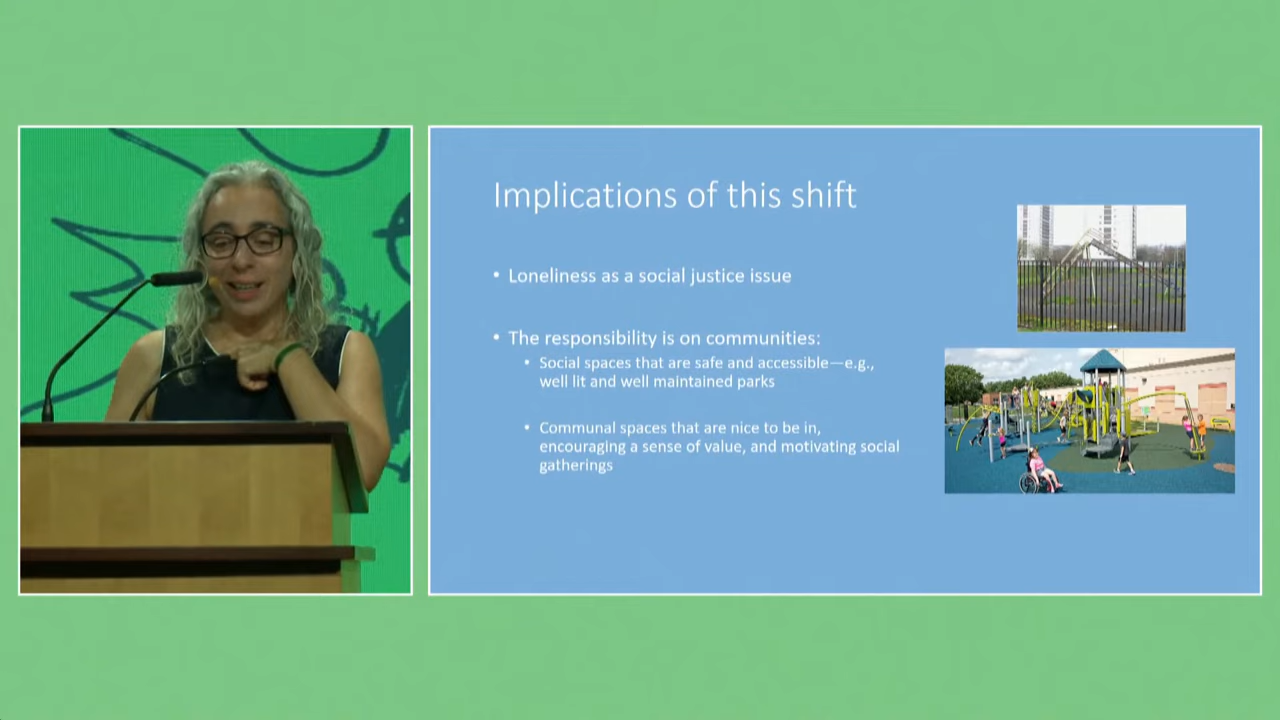 Implications of this shift
• Loneliness as a social justice issue
• The responsibility is on communities:
• Social spaces that are safe and accessible—e.g.,
well lit and well maintained parks
• Communal spaces that are nice to be in,
encouraging a sense of value, and motivating social
gatherings